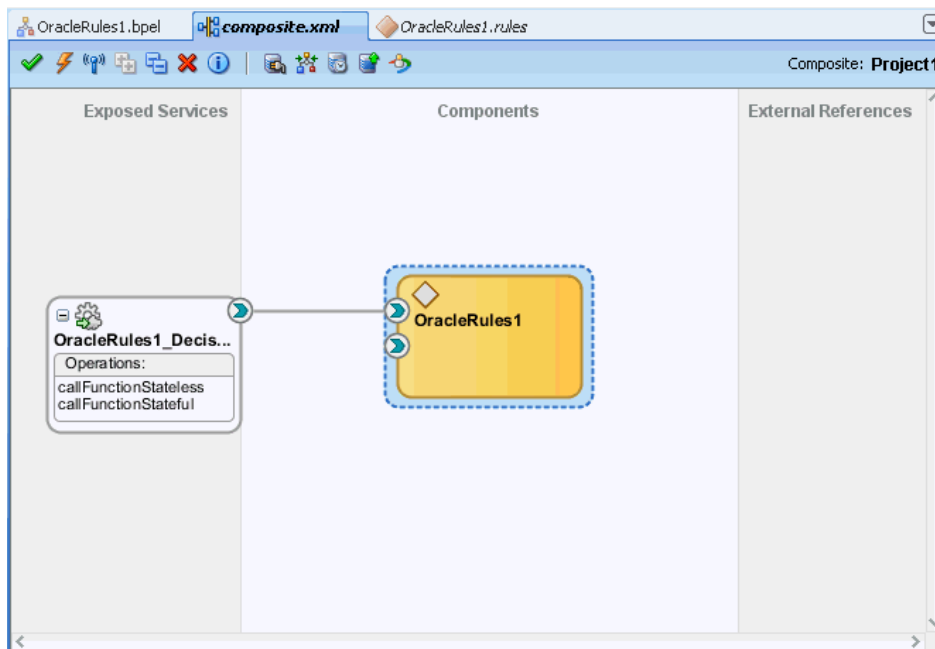 OracleRules1.bpel composite.xml OracleRules1.rules
Composite: Project1
Exposed Services Components External References
OracleRules1
OracleRules1_Decis...
Operations:
callFunctionStateless
callFunctionStateful